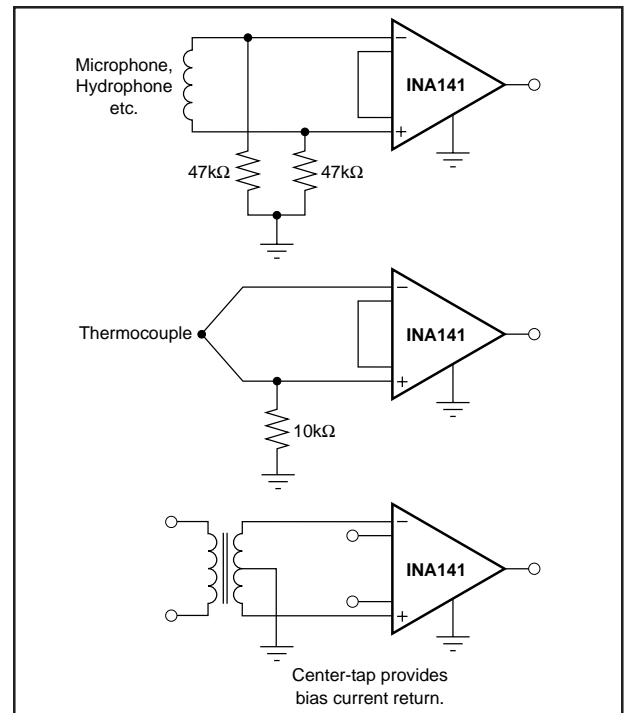 Microphone,
Hydrophone
etc.
−
INA141
+
47kΩ 47kΩ
Thermocouple
−
INA141
+
10kΩ
−
INA141
+
Center-tap provides
bias current return.